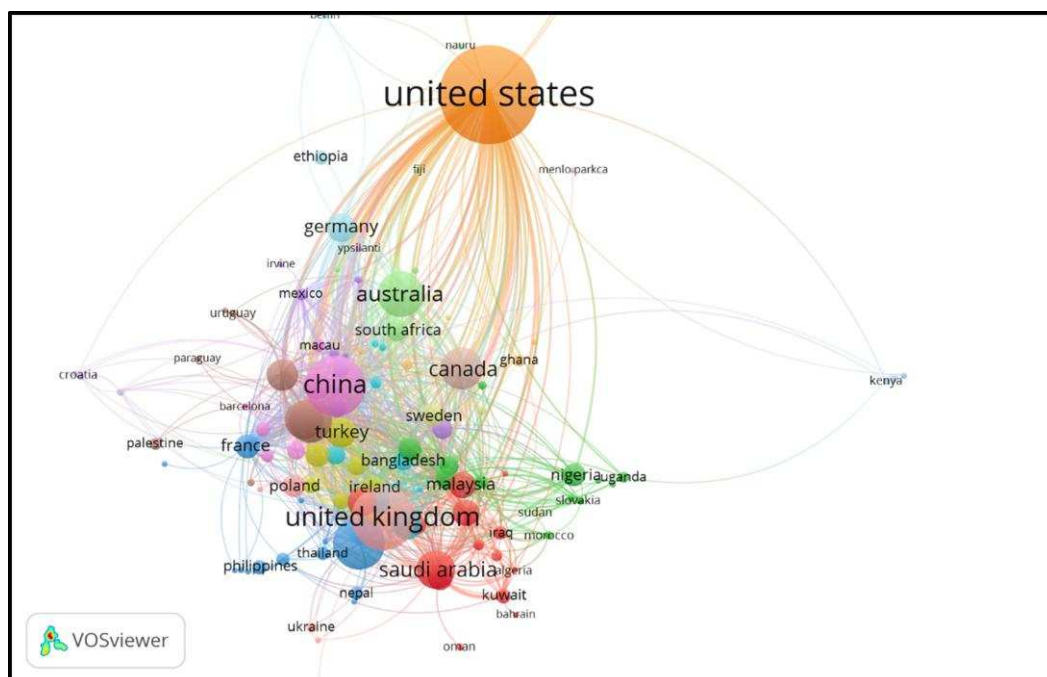 berlin
nauru
united states
ethiopia
fiji
menlo parkca
germany
ypsilanti
irvine
mexico
australia
uruguay
south africa
macau
paraguay
canada
ghana
croatia
china
kenya
barcelona
sweden
turkey
palestine
france
bangladesh
nigeria
uganda
poland
ireland
malaysia
slovakia
sudan
united kingdom
iraq
morocco
thailand
philippines
saudi arabia
algeria
nepal
kuwait
bahrain
ukraine
oman
VOSviewer